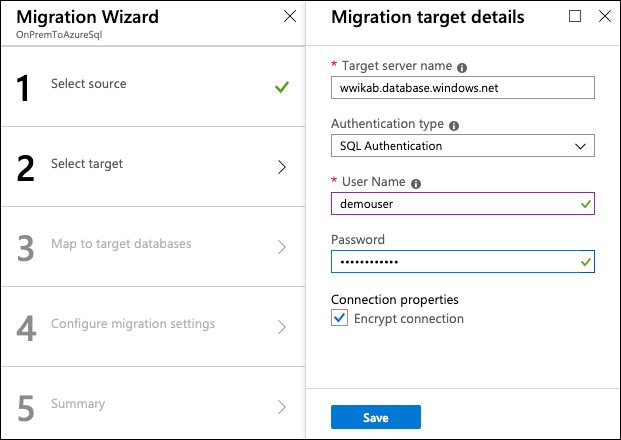 Migration Wizard
OnPremToAzureSql
1 Select source
2 Select target
3 Map to target databases
4 Configure migration settings
5 Summary
Migration target details
* Target server name
wwikab.database.windows.net
Authentication type
SQL Authentication
* User Name
demouser
Password
••••••••••••
Connection properties
Encrypt connection
Save